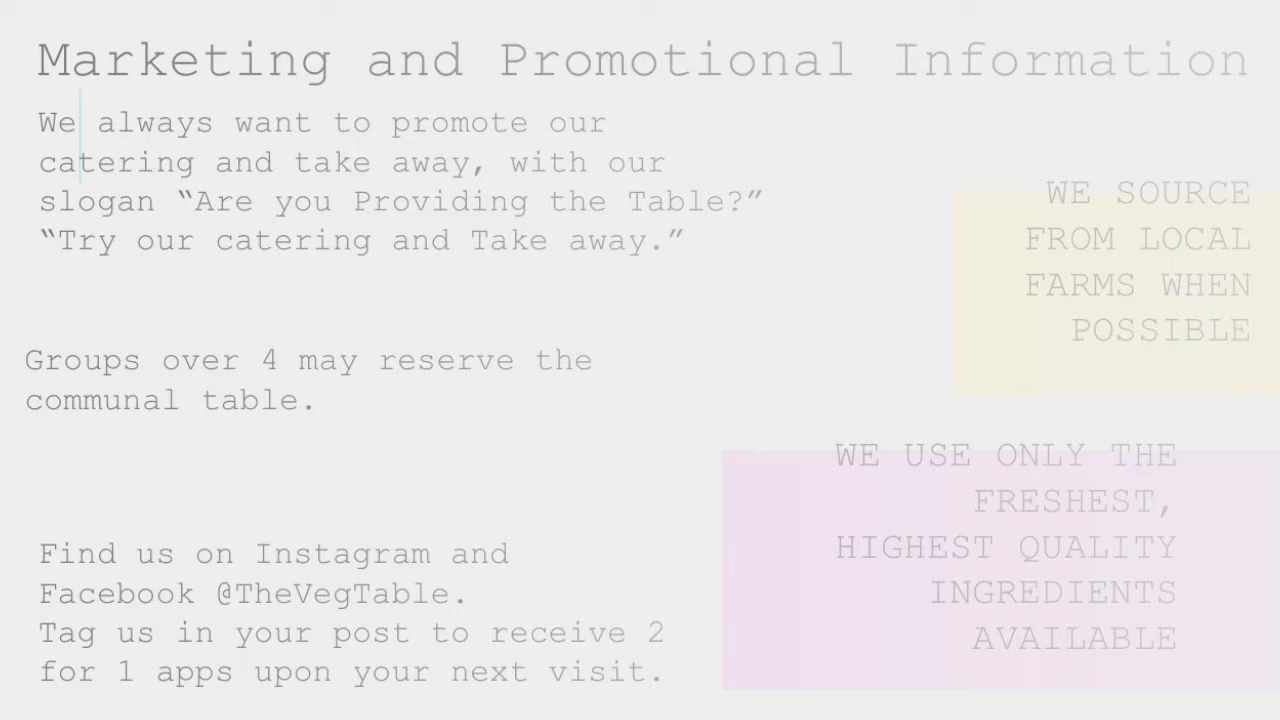 Marketing and Promotional Information
We always want to promote our
catering and take away, with our
slogan “Are you Providing the Table?”
“Try our catering and Take away.”
WE SOURCE
FROM LOCAL
FARMS WHEN
POSSIBLE
Groups over 4 may reserve the
communal table.
WE USE ONLY THE
FRESHEST,
HIGHEST QUALITY
INGREDIENTS
AVAILABLE
Find us on Instagram and
Facebook @TheVegTable.
Tag us in your post to receive 2
for 1 apps upon your next visit.